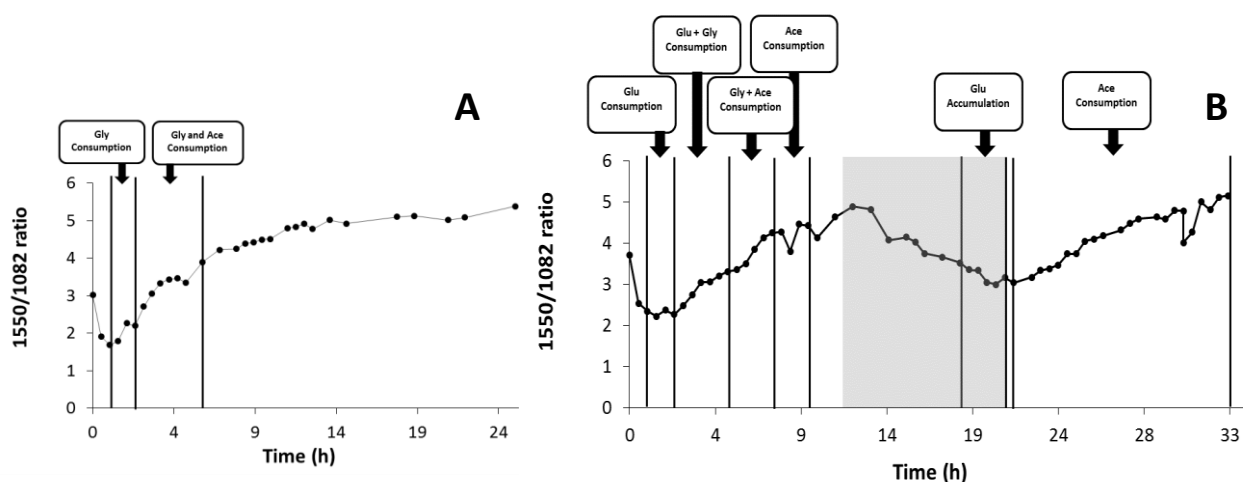 A
Gly
Consumption
Gly and Ace
Consumption
1550/1082 ratio
6
5
4
3
2
1
0
0
4
9
14
19
24
Time (h)
B
Glu + Gly
Consumption
Ace
Consumption
Glu
Consumption
Gly + Ace
Consumption
Glu
Accumulation
Ace
Consumption
1550/1082 ratio
6
5
4
3
2
1
0
0
4
9
14
19
24
28
33
Time (h)